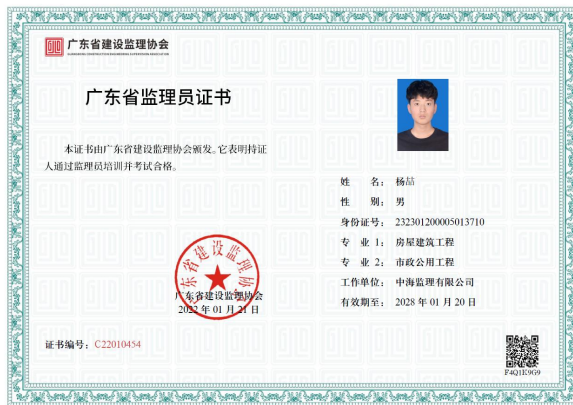 广东省建设监理协会
GUANGDONG CONSTRUCTION ENGINEERING SUPERVISION ASSOCIATION
广东省监理员证书
本证书由广东省建设监理协会颁发。它表明持证
人通过监理员培训并考试合格。
广东省建设监理协会
广东省建设监理协会
2022 年 01 月 21 日
证书编号：C22010454
姓 名：杨喆
性 别：男
身份证号：232301200005013710
专 业 1：房屋建筑工程
专 业 2：市政公用工程
工作单位：中海监理有限公司
有效期至：2028 年 01 月 20 日
F4Q1K9G9